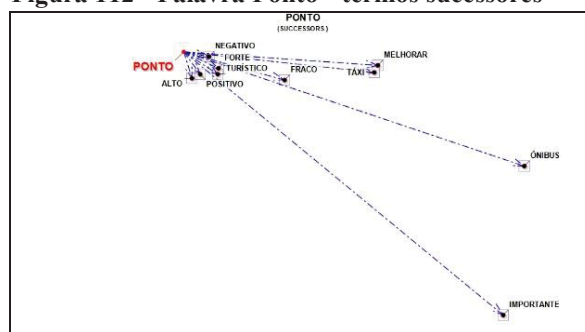 Figura 112 - Palavra Ponto – termos sucessores
PONTO
(SUCCESSORS)
NEGATIVO
FORTE
MELHORAR
PONTO
TURÍSTICO
FRACO
TÁXI
ALTO
POSITIVO
ÔNIBUS
IMPORTANTE